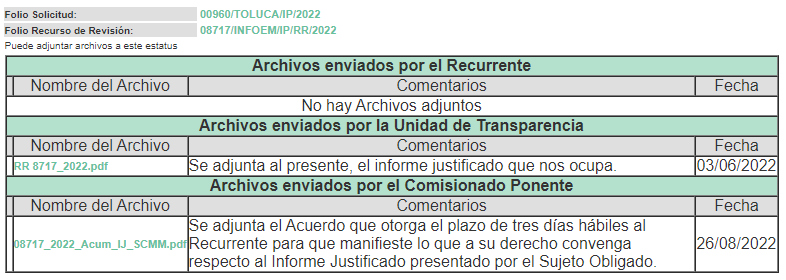 Folio Solicitud: 00960/TOLUCA/IP/2022
Folio Recurso de Revisión: 08717/INFOEM/IP/RR/2022
Puede adjuntar archivos a este estatus
Archivos enviados por el Recurrente
Nombre del Archivo Comentarios Fecha
No hay Archivos adjuntos
Archivos enviados por la Unidad de Transparencia
Nombre del Archivo Comentarios Fecha
RR 8717_2022.pdf Se adjunta al presente, el informe justificado que nos ocupa. 03/06/2022
Archivos enviados por el Comisionado Ponente
Nombre del Archivo Comentarios Fecha
Se adjunta el Acuerdo que otorga el plazo de tres días hábiles al
08717_2022_Acum_IJ_SCMM.pdf Recurrente para que manifieste lo que a su derecho convenga 26/08/2022
respecto al Informe Justificado presentado por el Sujeto Obligado.